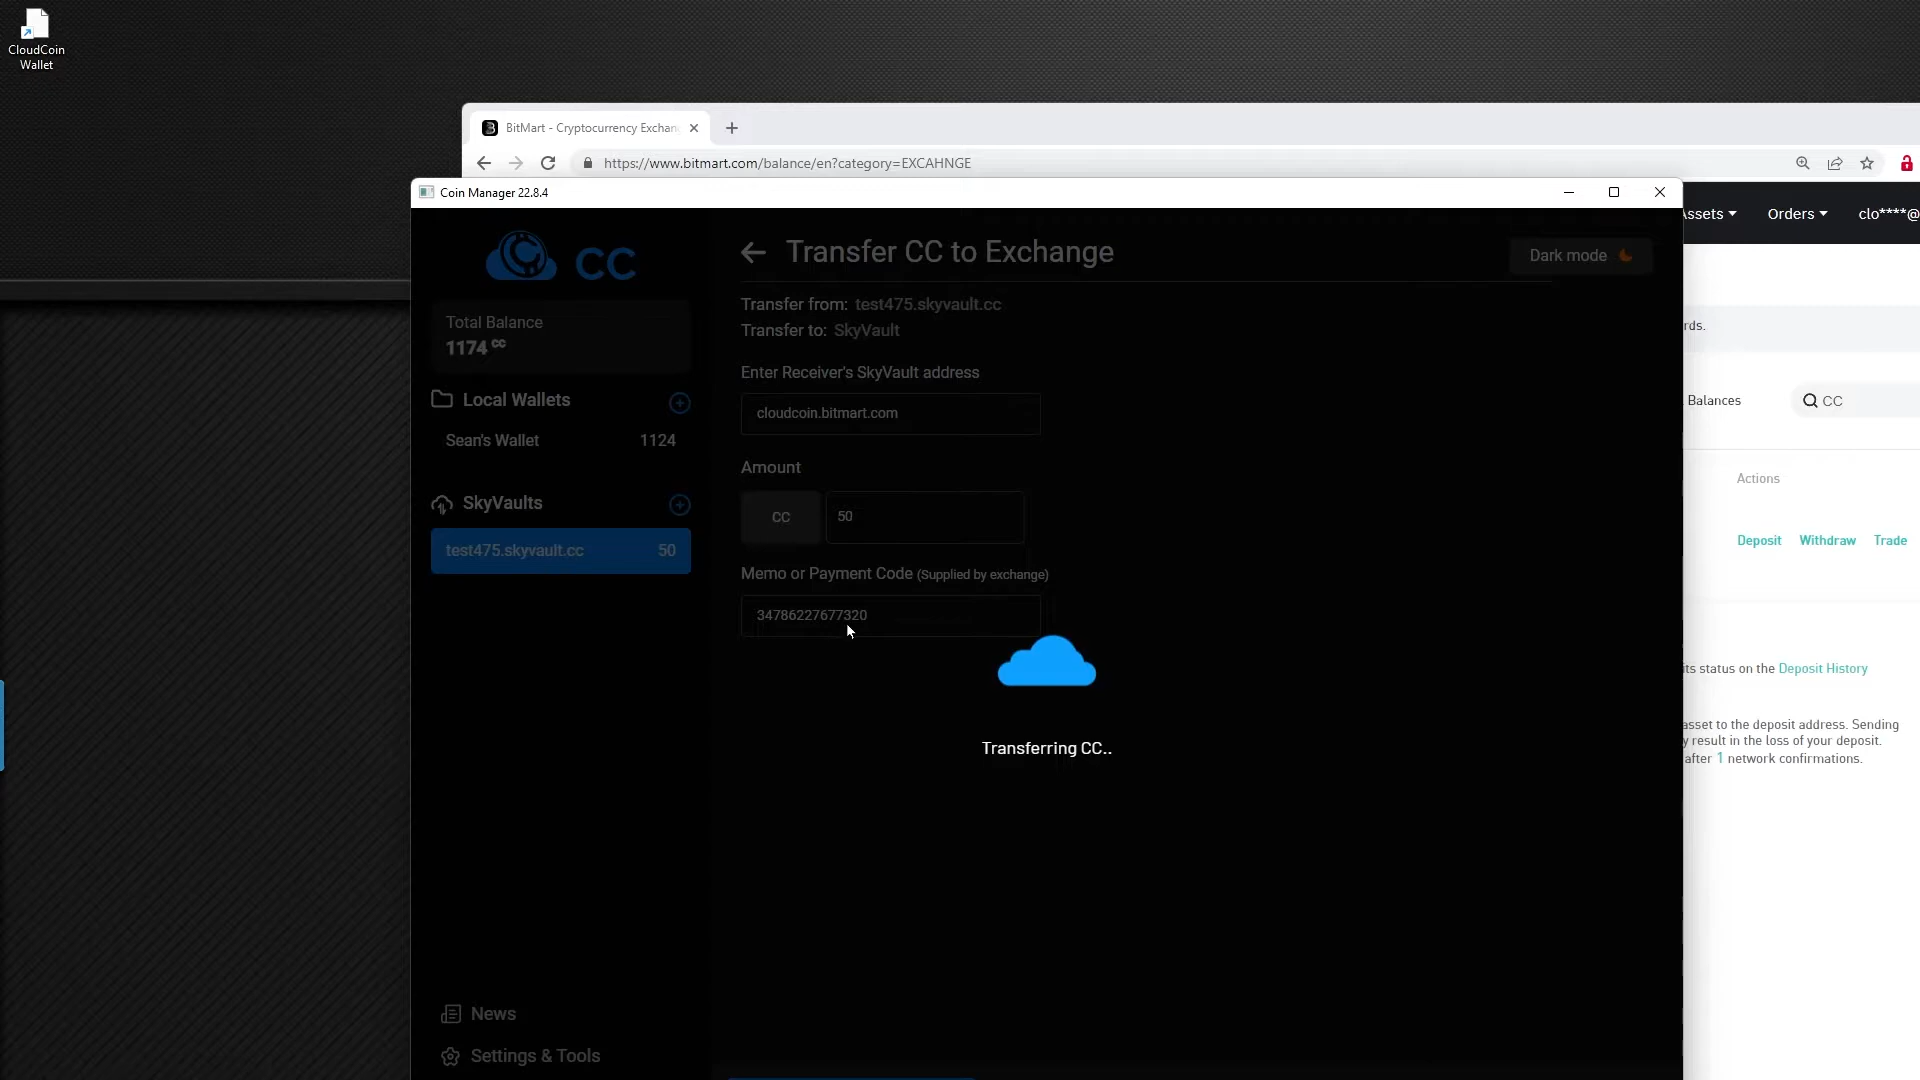 CloudCoin
Wallet
BitMart - Cryptocurrency Exchan
https://www.bitmart.com/balance/en?category=EXCAHNGE
Coin Manager 22.8.4
Assets
Orders
clo****@
CC
Transfer CC to Exchange
Dark mode
Total Balance
1174 cc
Transfer from: test475.skyvault.cc
Transfer to: SkyVault
Enter Receiver's SkyVault address
cloudcoin.bitmart.com
Local Wallets
Sean's Wallet 1124
Amount
CC 50
SkyVaults
test475.skyvault.cc 50
Memo or Payment Code (Supplied by exchange)
34786227677320
Transferring CC..
News
Settings & Tools
rds.
Balances
CC
Actions
Deposit Withdraw Trade
its status on the Deposit History
asset to the deposit address. Sending
y result in the loss of your deposit.
after 1 network confirmations.